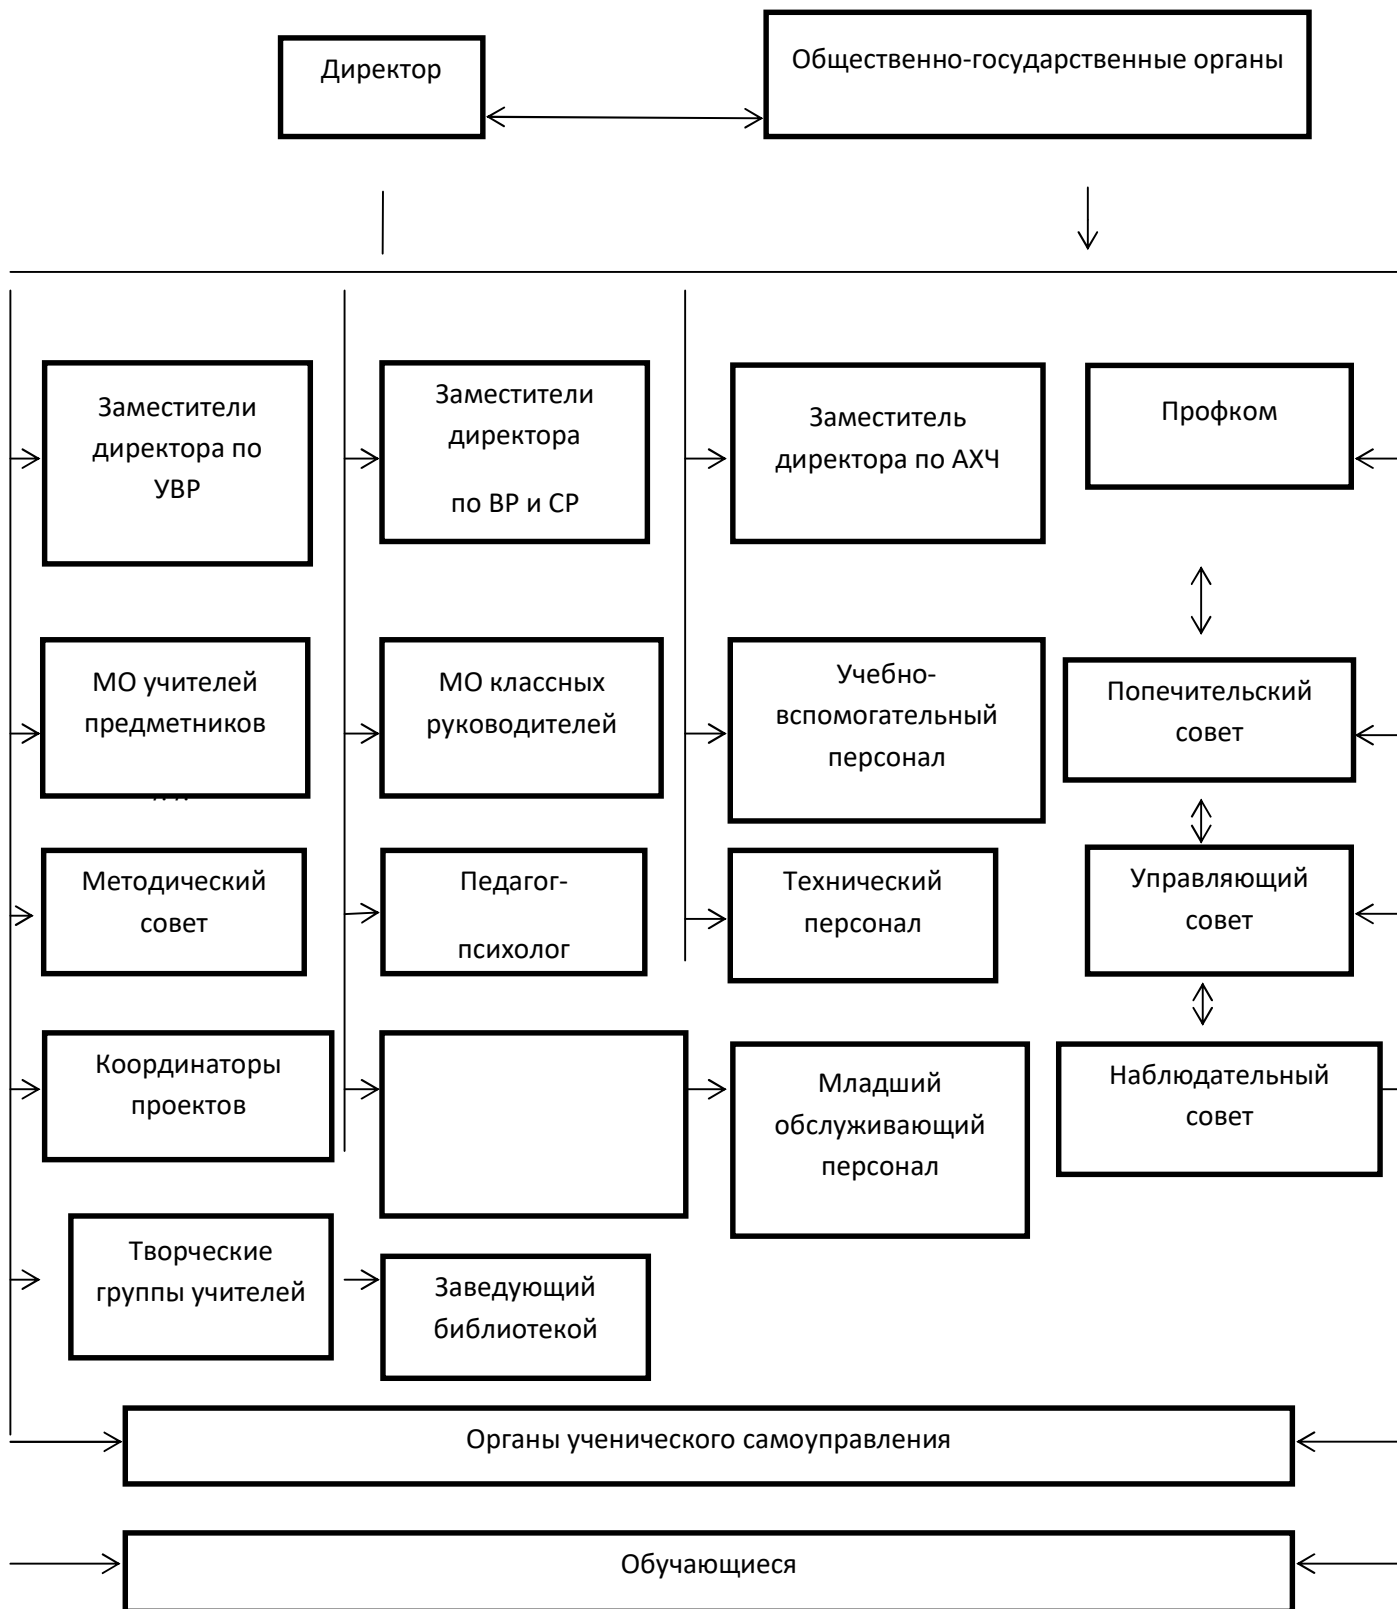 Директор
Общественно-государственные органы
Заместители
директора по
УВР
Заместители
директора
по ВР и СР
Заместитель
директора по АХЧ
Профком
МО учителей
предметников
МО классных
руководителей
Учебно-
вспомогательный
персонал
Попечительский
совет
Методический
совет
Педагог-
психолог
Технический
персонал
Управляющий
совет
Координаторы
проектов
Младший
обслуживающий
персонал
Наблюдательный
совет
Творческие
группы учителей
Заведующий
библиотекой
Органы ученического самоуправления
Обучающиеся